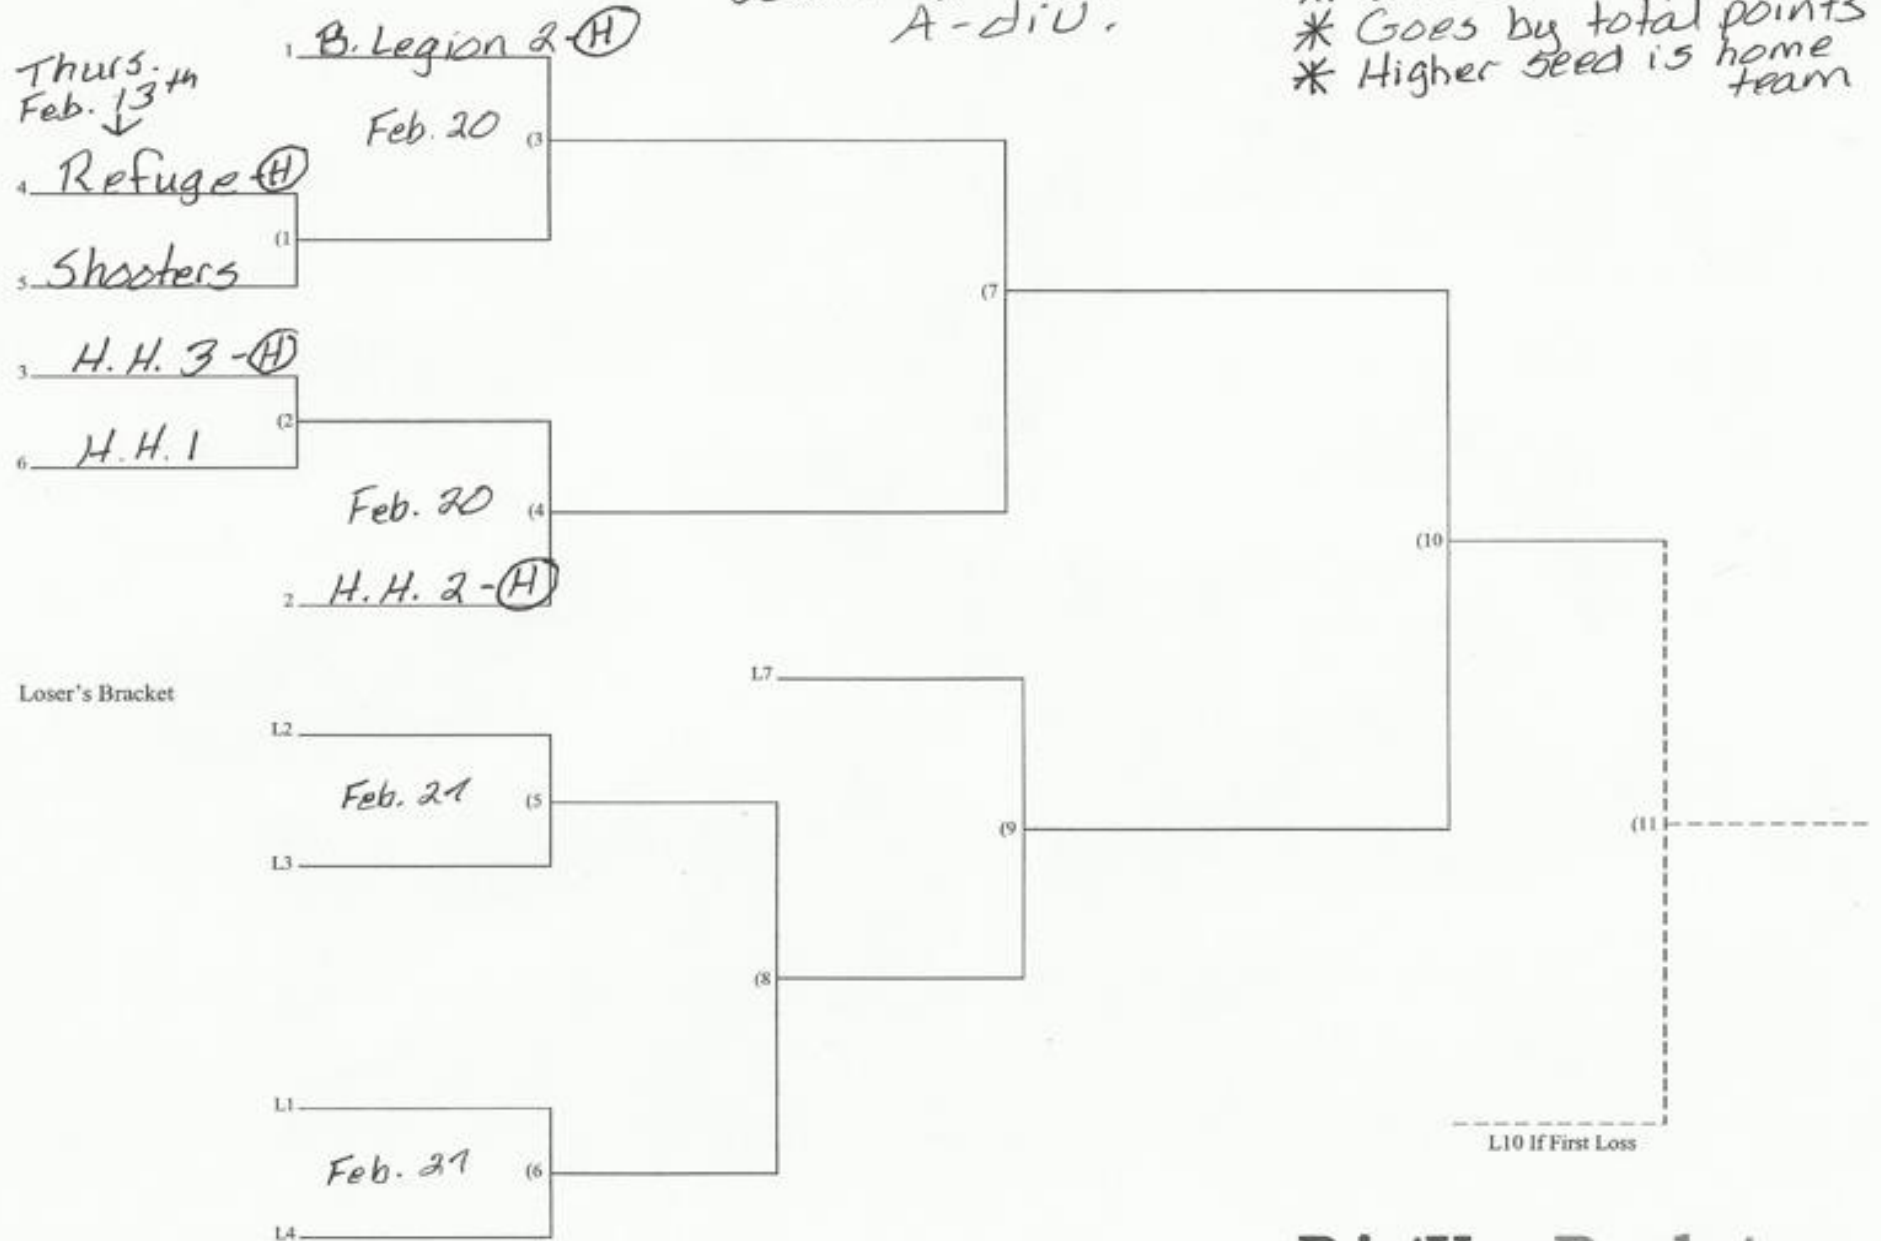 A-div.
* Goes by total points
* Higher seed is home
team
Thurs.
Feb. 13th
1 B. Legion 2-(H)
Feb. 20 (3
4 Refuge-(H)
(1
5 Shooters
(7
3 H.H. 3-(H)
(2
6 H.H. 1
Feb. 20 (4
(10
2 H.H. 2-(H)
L7
Loser's Bracket
L2
Feb. 21 (5
L3
(9
(11
(8
L1
L10 If First Loss
Feb. 21 (6
L4